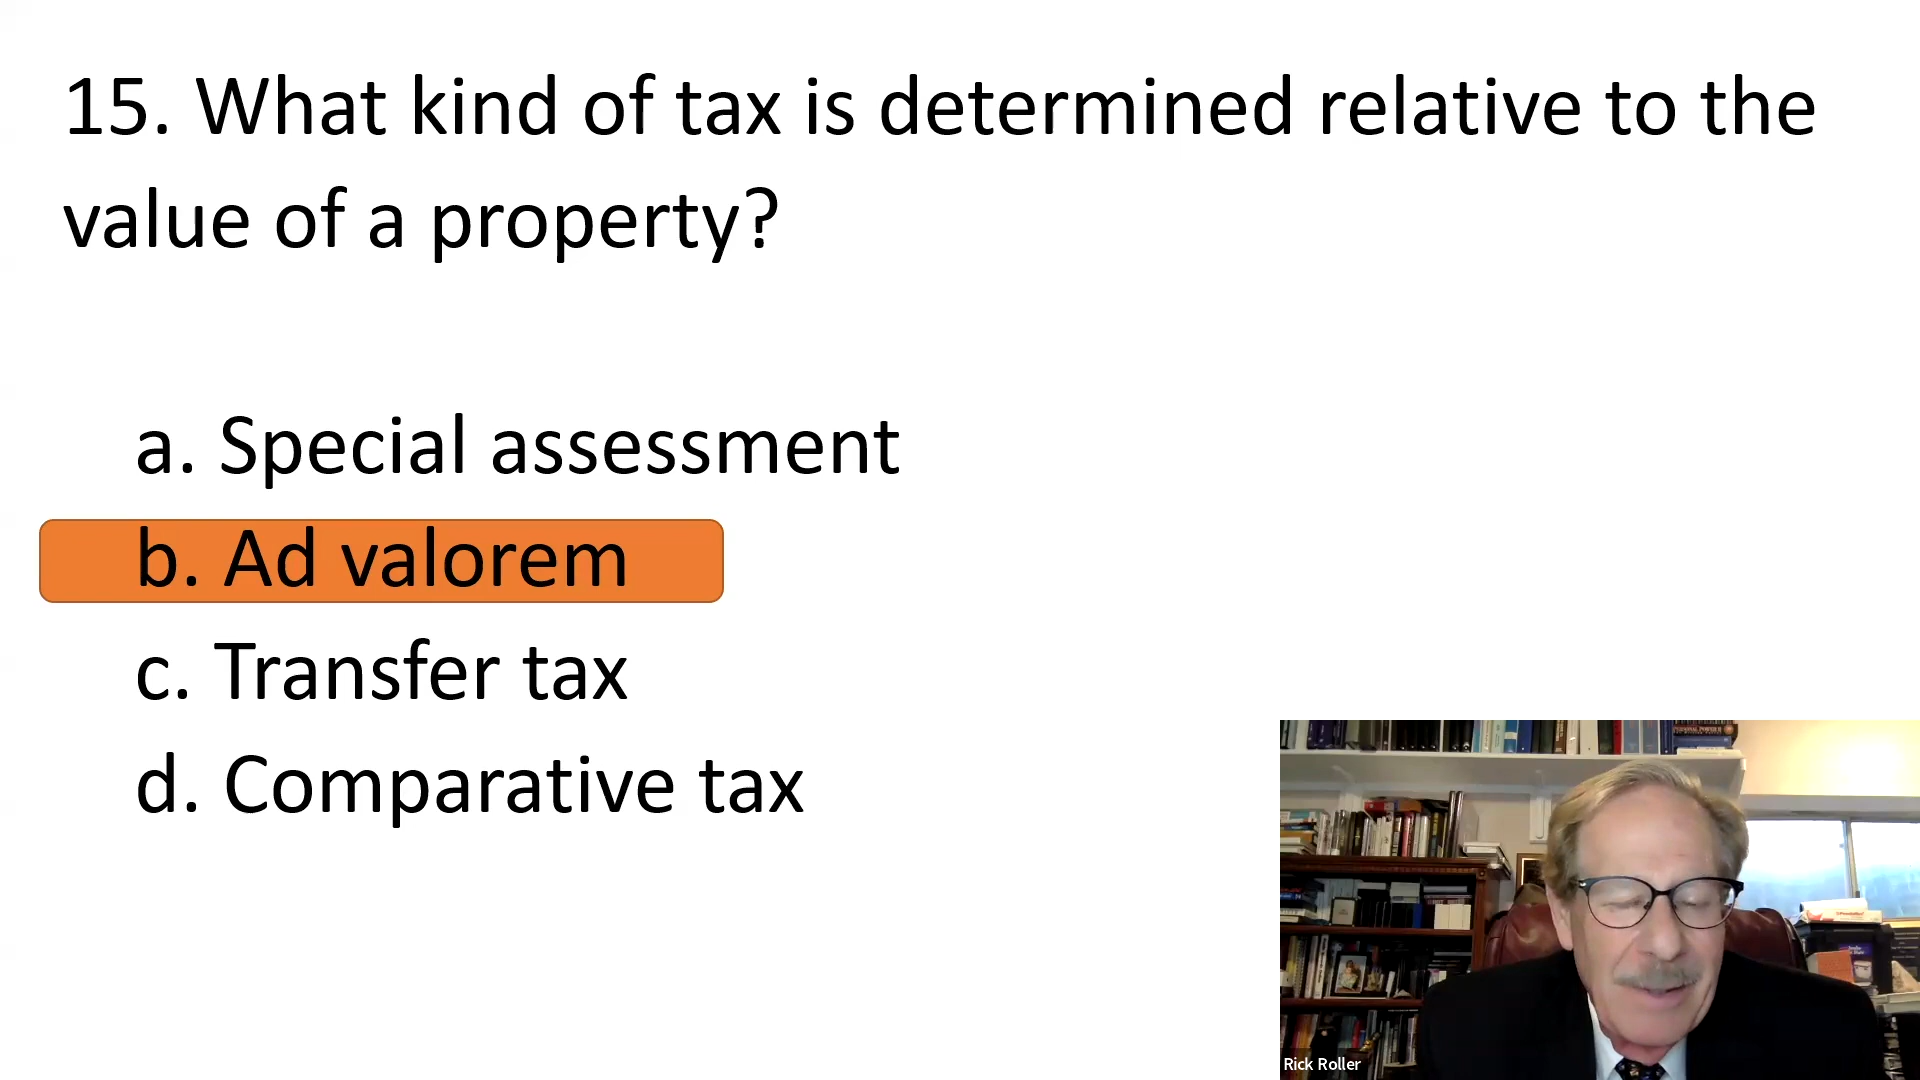 15. What kind of tax is determined relative to the
value of a property?
a. Special assessment
b. Ad valorem
c. Transfer tax
d. Comparative tax
Rick Roller